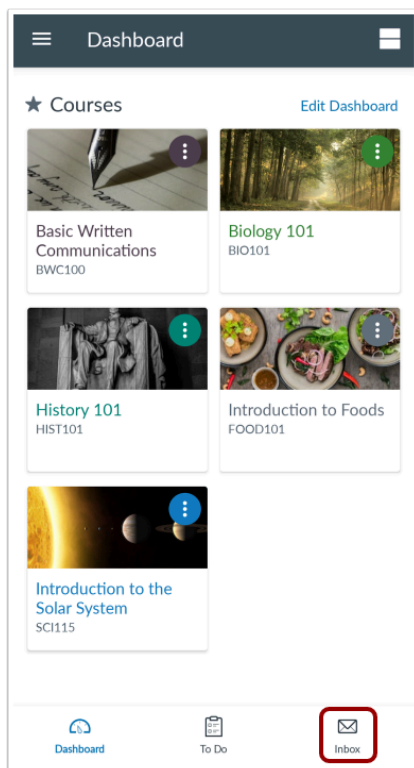 Dashboard
Courses
Edit Dashboard
Basic Written
Communications
BWC100
Biology 101
BIO101
History 101
HIST101
Introduction to Foods
FOOD101
Introduction to the
Solar System
SCI115
Dashboard
To Do
Inbox